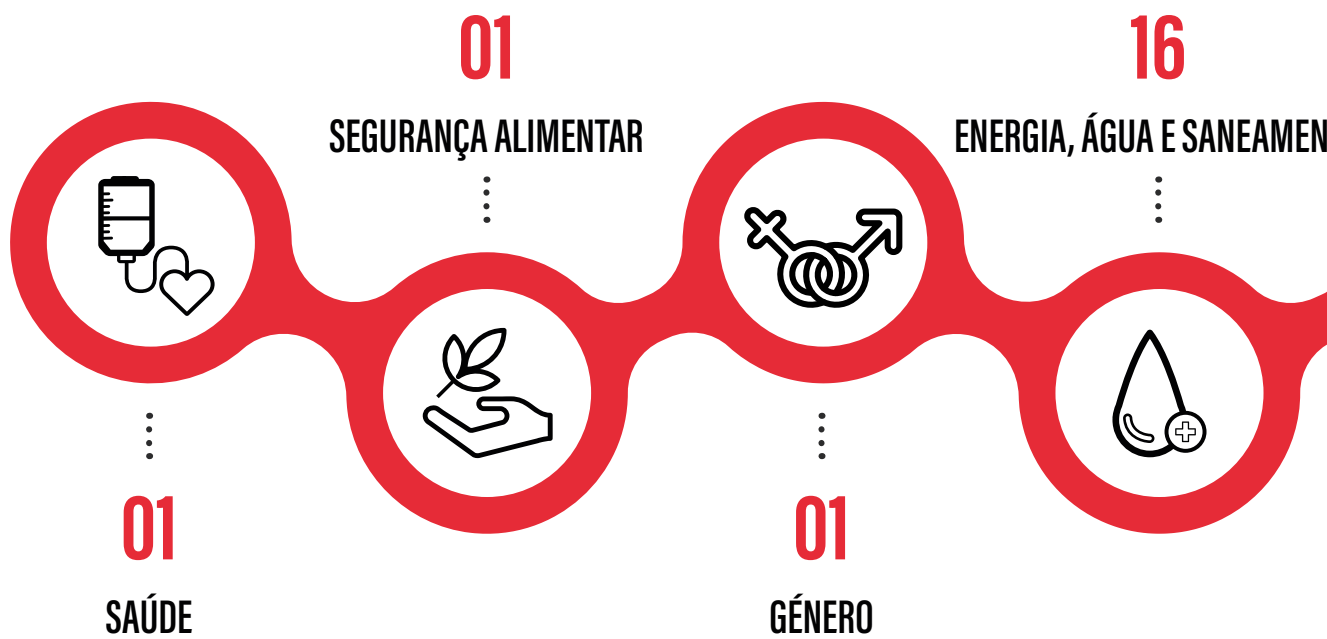 01
SAÚDE
01
SEGURANÇA ALIMENTAR
01
GÉNERO
16
ENERGIA, ÁGUA E SANEAMEN